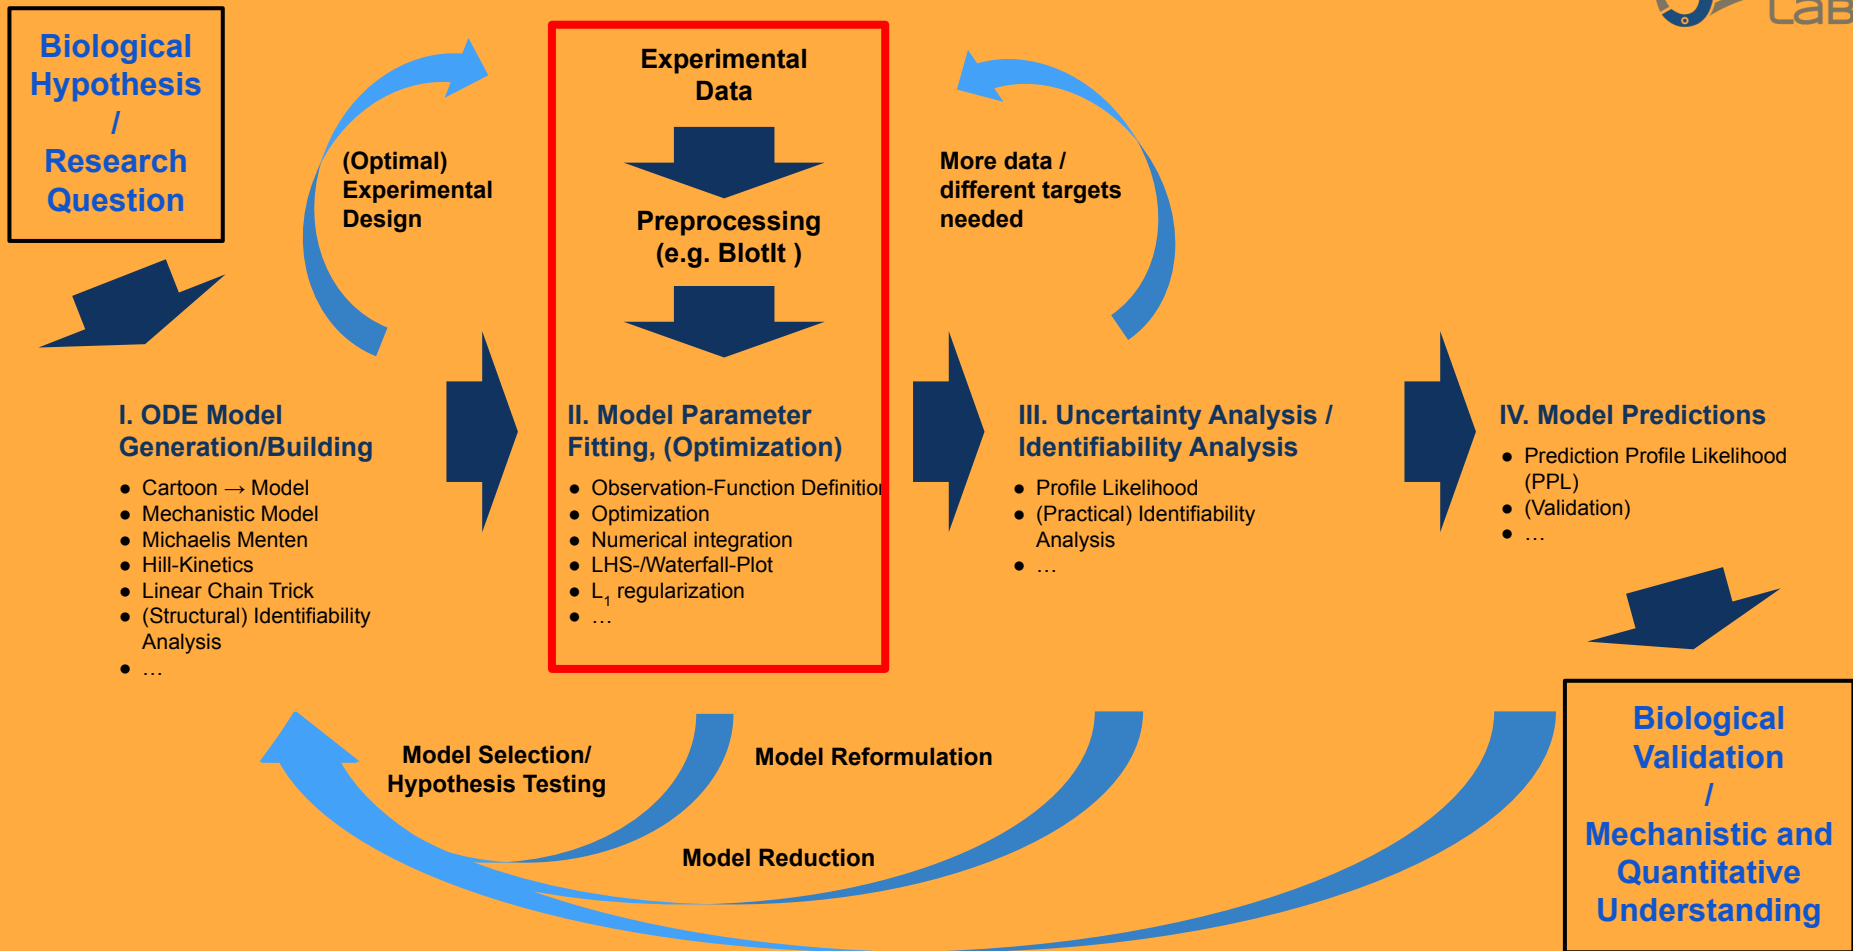 Biological
Hypothesis
/
Research
Question
LaB
(Optimal)
Experimental
Design
Experimental
Data
Preprocessing
(e.g. BlotIt )
More data /
different targets
needed
I. ODE Model
Generation/Building
● Cartoon → Model
● Mechanistic Model
● Michaelis Menten
● Hill-Kinetics
● Linear Chain Trick
● (Structural) Identifiability
Analysis
● …
II. Model Parameter
Fitting, (Optimization)
● Observation-Function Definition
● Optimization
● Numerical integration
● LHS-/Waterfall-Plot
● L₁ regularization
● …
III. Uncertainty Analysis /
Identifiability Analysis
● Profile Likelihood
● (Practical) Identifiability
Analysis
● …
IV. Model Predictions
● Prediction Profile Likelihood
(PPL)
● (Validation)
● …
Model Selection/
Hypothesis Testing
Model Reformulation
Model Reduction
Biological
Validation
/
Mechanistic and
Quantitative
Understanding